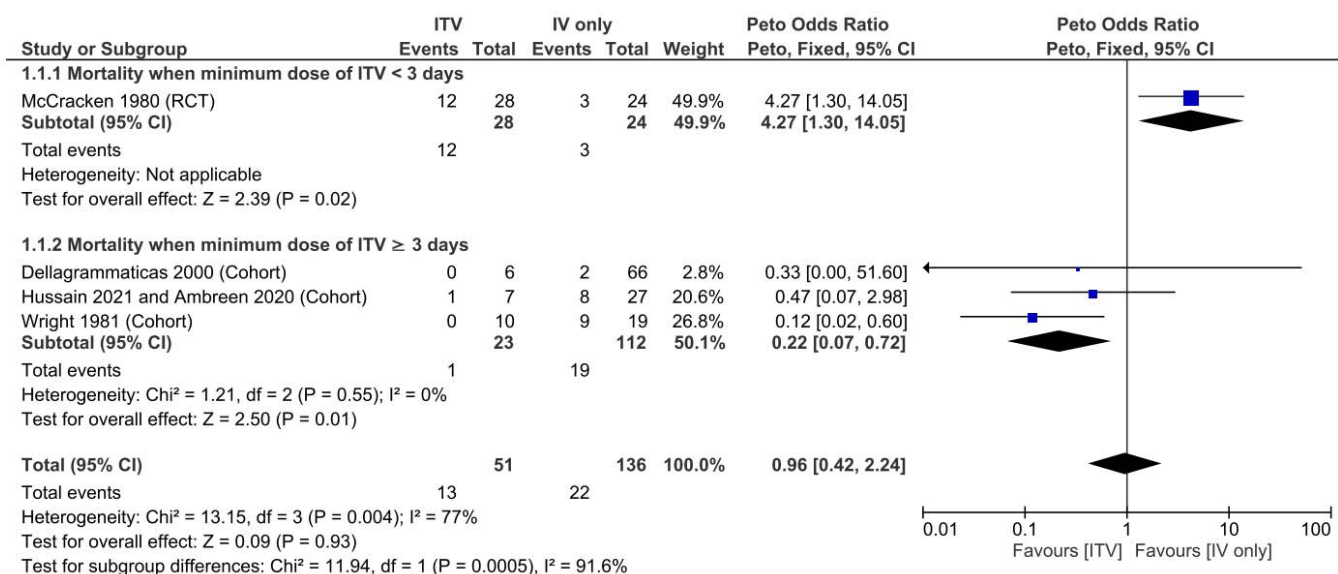 ITV IV only Peto Odds Ratio Peto Odds Ratio
Study or Subgroup Events Total Events Total Weight Peto, Fixed, 95% CI Peto, Fixed, 95% CI
1.1.1 Mortality when minimum dose of ITV < 3 days
McCracken 1980 (RCT) 12 28 3 24 49.9% 4.27 [1.30, 14.05]
Subtotal (95% CI) 28 24 49.9% 4.27 [1.30, 14.05]
Total events 12 3
Heterogeneity: Not applicable
Test for overall effect: Z = 2.39 (P = 0.02)
1.1.2 Mortality when minimum dose of ITV ≥ 3 days
Dellagrammaticas 2000 (Cohort) 0 6 2 66 2.8% 0.33 [0.00, 51.60]
Hussain 2021 and Ambreen 2020 (Cohort) 1 7 8 27 20.6% 0.47 [0.07, 2.98]
Wright 1981 (Cohort) 0 10 9 19 26.8% 0.12 [0.02, 0.60]
Subtotal (95% CI) 23 112 50.1% 0.22 [0.07, 0.72]
Total events 1 19
Heterogeneity: Chi² = 1.21, df = 2 (P = 0.55); I² = 0%
Test for overall effect: Z = 2.50 (P = 0.01)
Total (95% CI) 51 136 100.0% 0.96 [0.42, 2.24]
Total events 13 22
Heterogeneity: Chi² = 13.15, df = 3 (P = 0.004); I² = 77%
Test for overall effect: Z = 0.09 (P = 0.93)
Test for subgroup differences: Chi² = 11.94, df = 1 (P = 0.0005), I² = 91.6%
0.01 0.1 1 10 100
Favours [ITV] Favours [IV only]